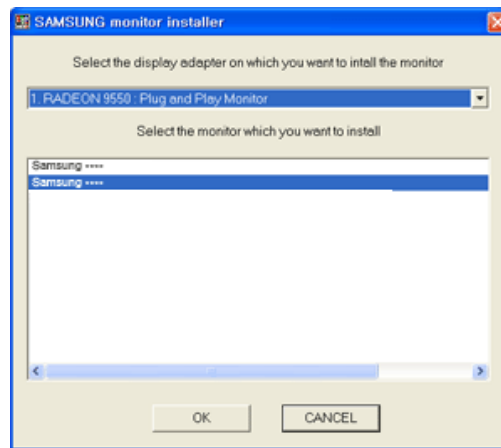 SAMSUNG monitor installer
Select the display adapter on which you want to intall the monitor
1. RADEON 9550 : Plug and Play Monitor
Select the monitor which you want to install
Samsung ----
Samsung ----
OK
CANCEL